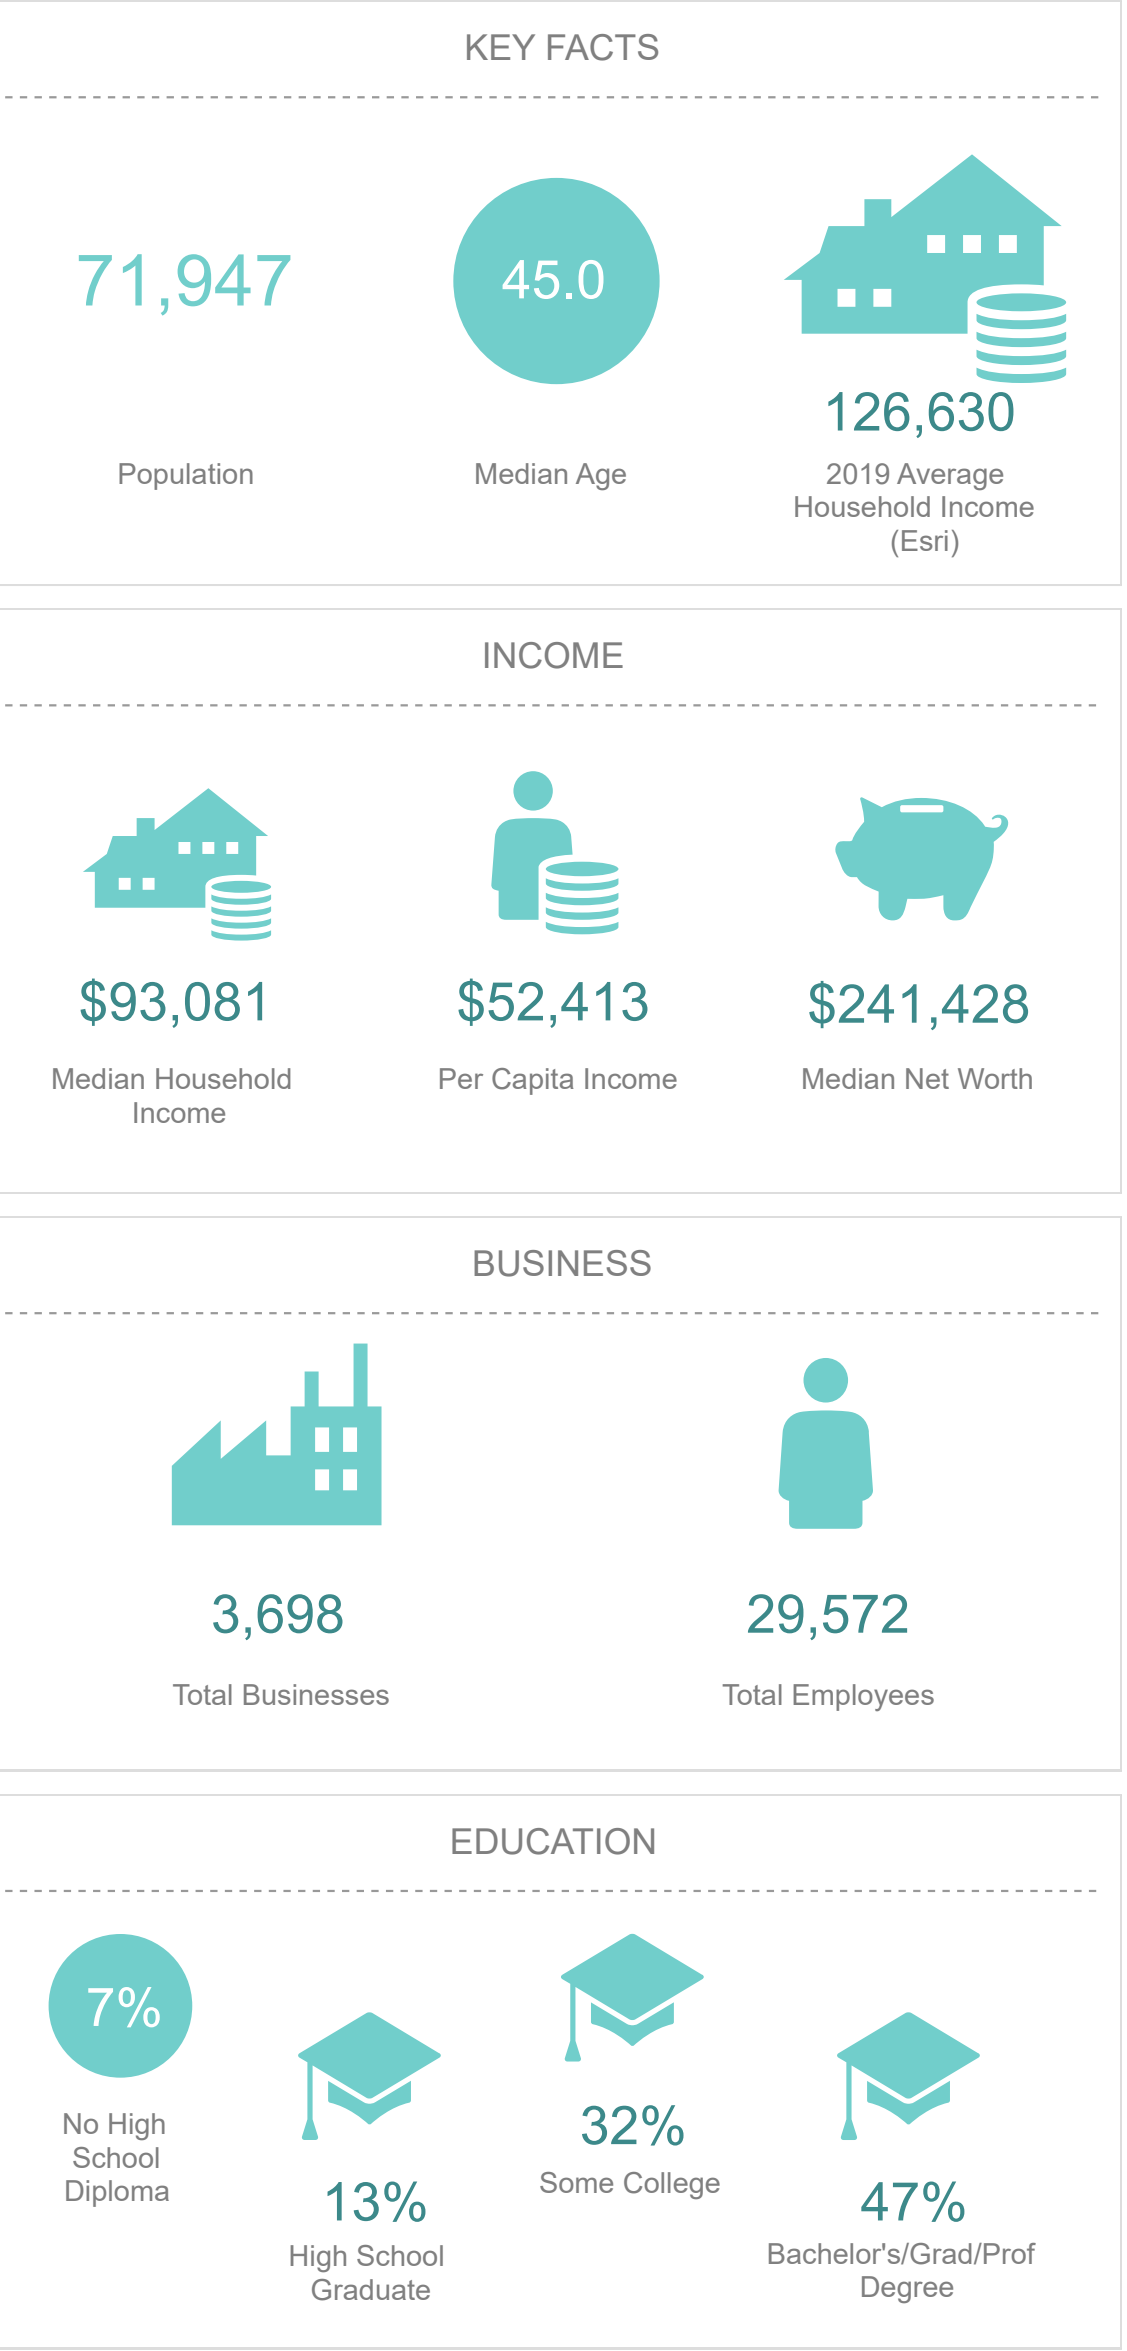 KEY FACTS
71,947
45.0
126,630
Population
Median Age
2019 Average
Household Income
(Esri)
INCOME
$93,081
$52,413
$241,428
Median Household
Income
Per Capita Income
Median Net Worth
BUSINESS
3,698
29,572
Total Businesses
Total Employees
EDUCATION
7%
No High
School
Diploma
13%
High School
Graduate
32%
Some College
47%
Bachelor's/Grad/Prof
Degree